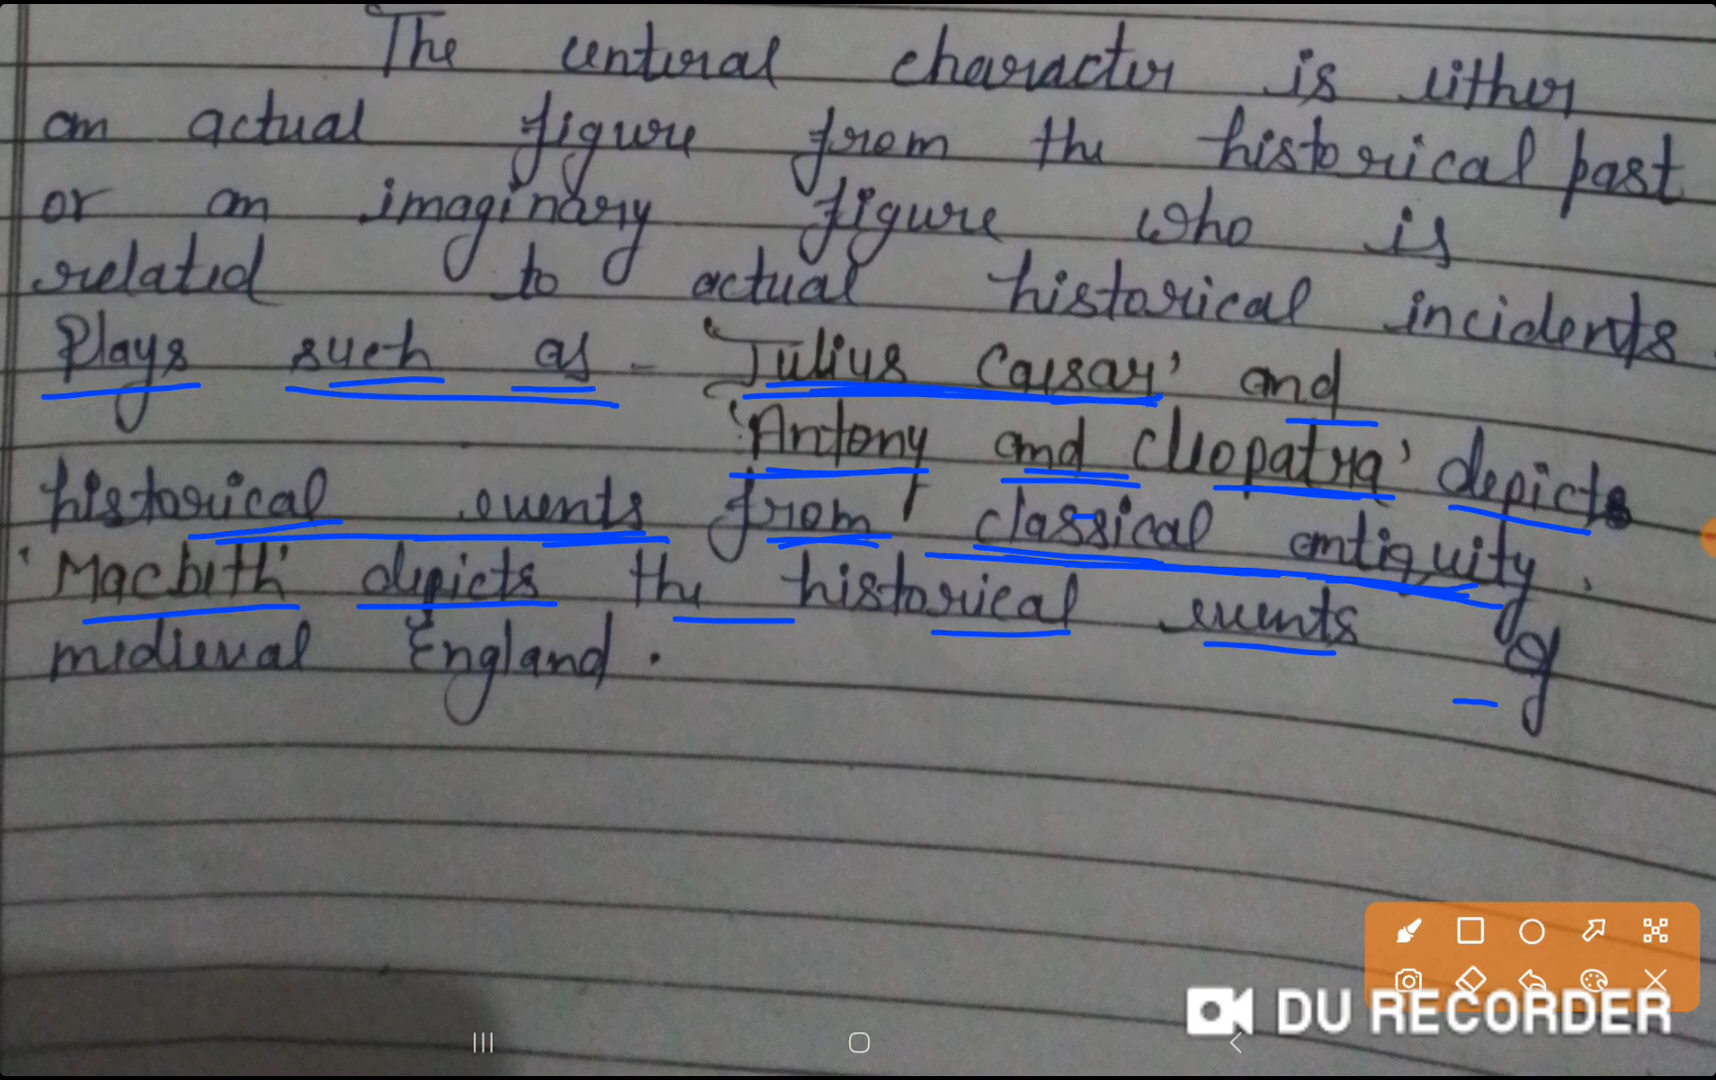 The central character is either
an actual figure from the historical past
or an imaginary figure who is
related to actual historical incidents.
Plays such as - 'Julius Caesar' and
'Antony and Cleopatra' depicts
historical events from classical antiquity.
'Macbeth' depicts the historical events of
medieval England.
DU RECORDER